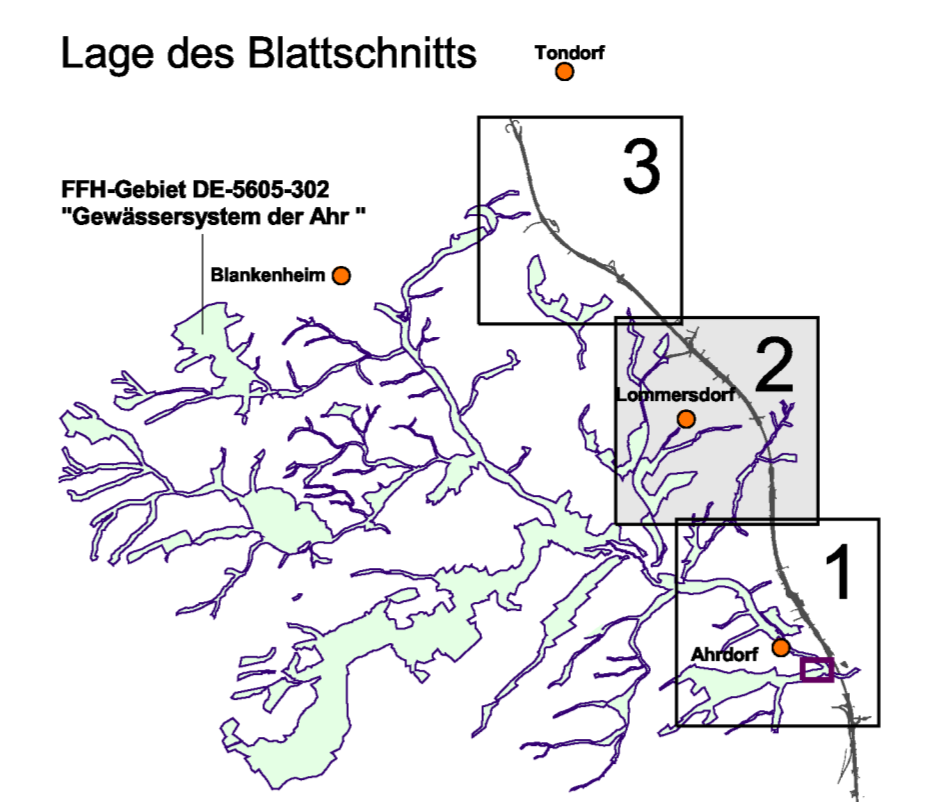 Lage des Blattschnitts
Tondorf
3
FFH-Gebiet DE-5605-302
"Gewässersystem der Ahr "
Blankenheim
2
Lommersdorf
1
Ahrdorf